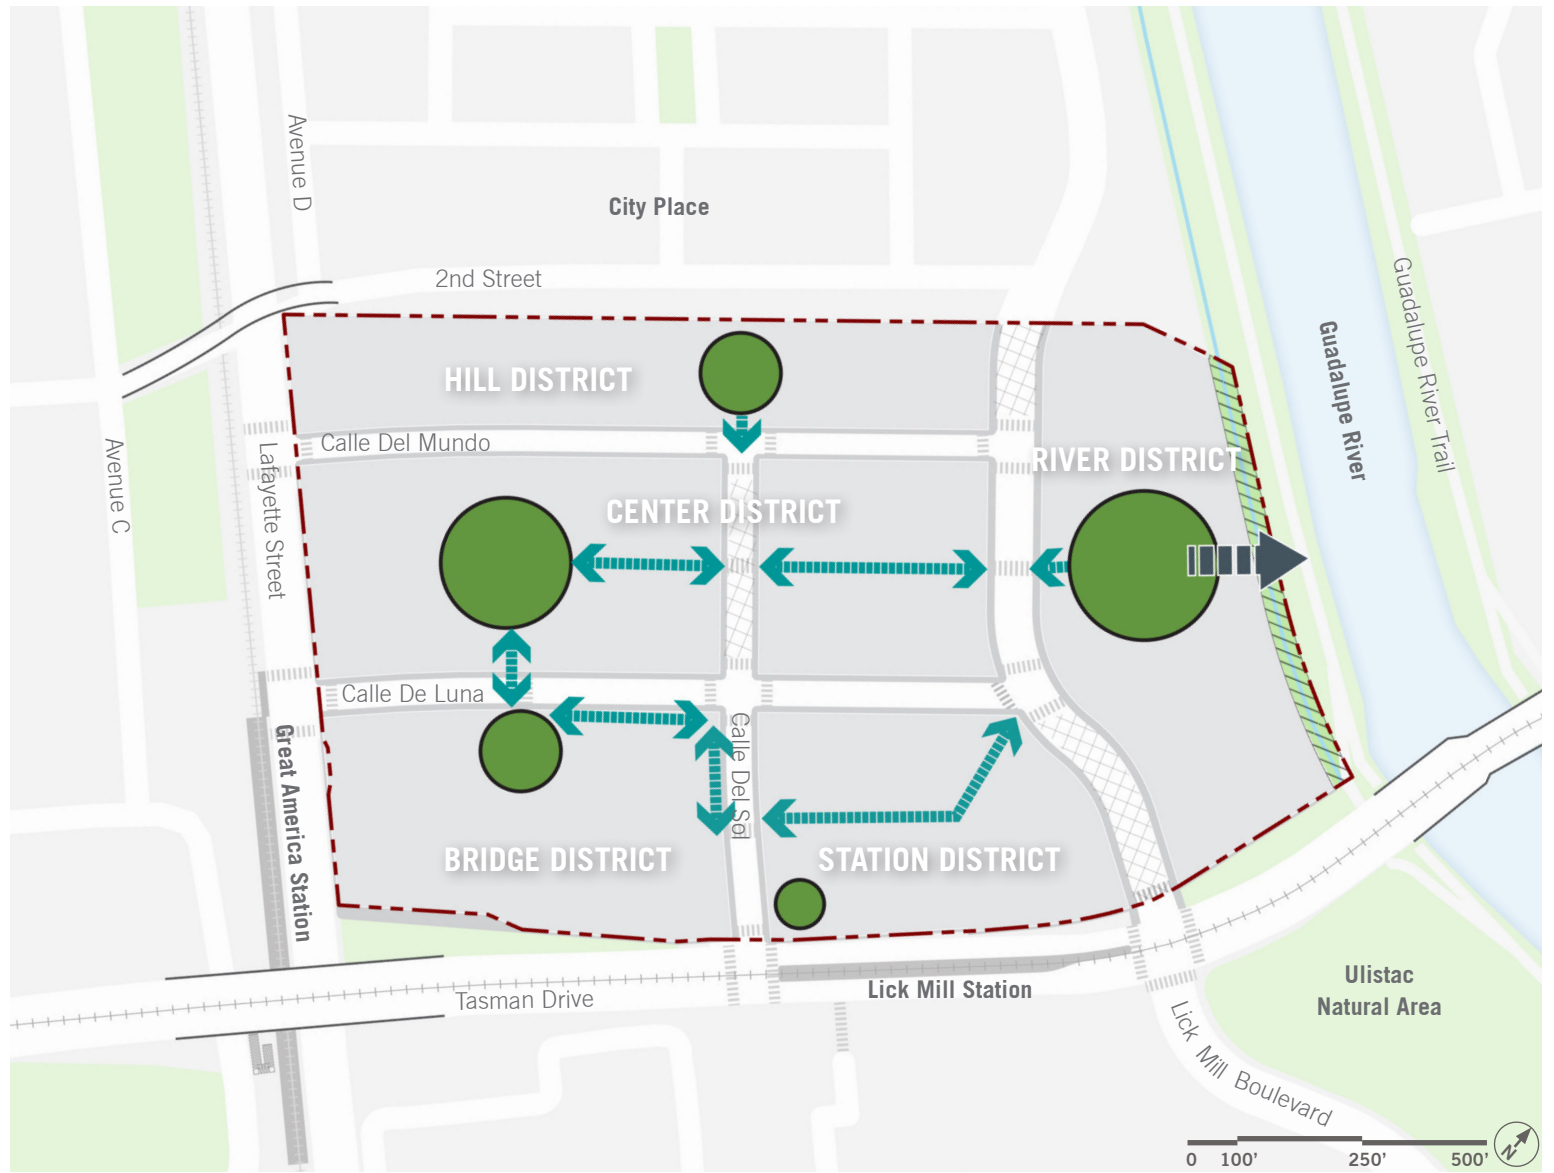 Avenue D
City Place
2nd Street
Guadalupe River Trail
Guadalupe River
HILL DISTRICT
Calle Del Mundo
RIVER DISTRICT
Avenue C
Lafayette Street
CENTER DISTRICT
Calle De Luna
Calle Del Sol
Great America Station
BRIDGE DISTRICT
STATION DISTRICT
Tasman Drive
Lick Mill Station
Ulistac
Natural Area
Lick Mill Boulevard
0 100' 250' 500'
N